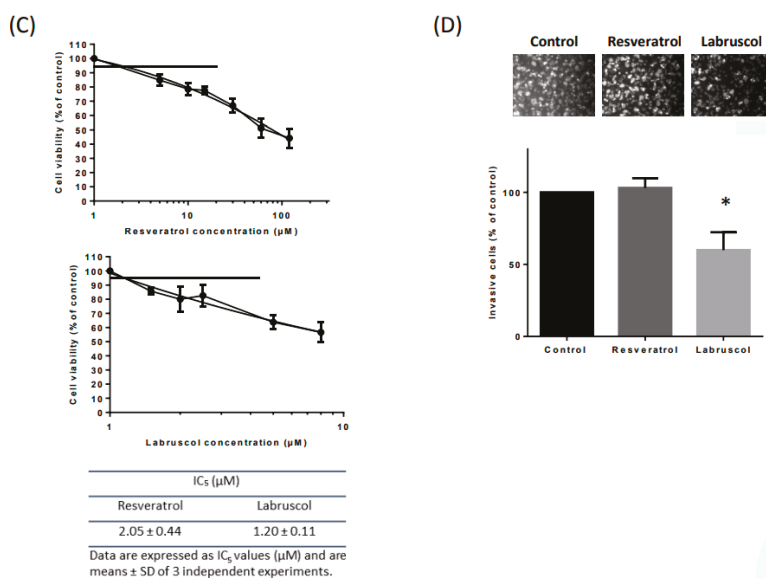 (C)
Cell viability (% of control)
110
100
90
80
70
60
50
40
30
20
10
0
1 10 100
Resveratrol concentration (µM)
Cell viability (% of control)
110
100
90
80
70
60
50
40
30
20
10
0
1 10
Labruscol concentration (µM)
IC₅ (µM)
Resveratrol Labruscol
2.05 ± 0.44 1.20 ± 0.11
Data are expressed as IC₅ values (µM) and are
means ± SD of 3 independent experiments.
(D)
Control Resveratrol Labruscol
Invasive cells (% of control)
100
50
0
*
Control Resveratrol Labruscol